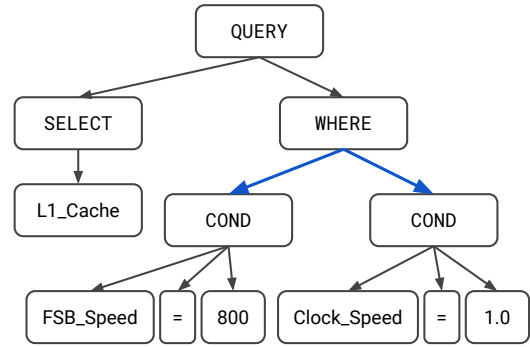 QUERY
SELECT WHERE
L1_Cache
COND COND
FSB_Speed = 800 Clock_Speed = 1.0